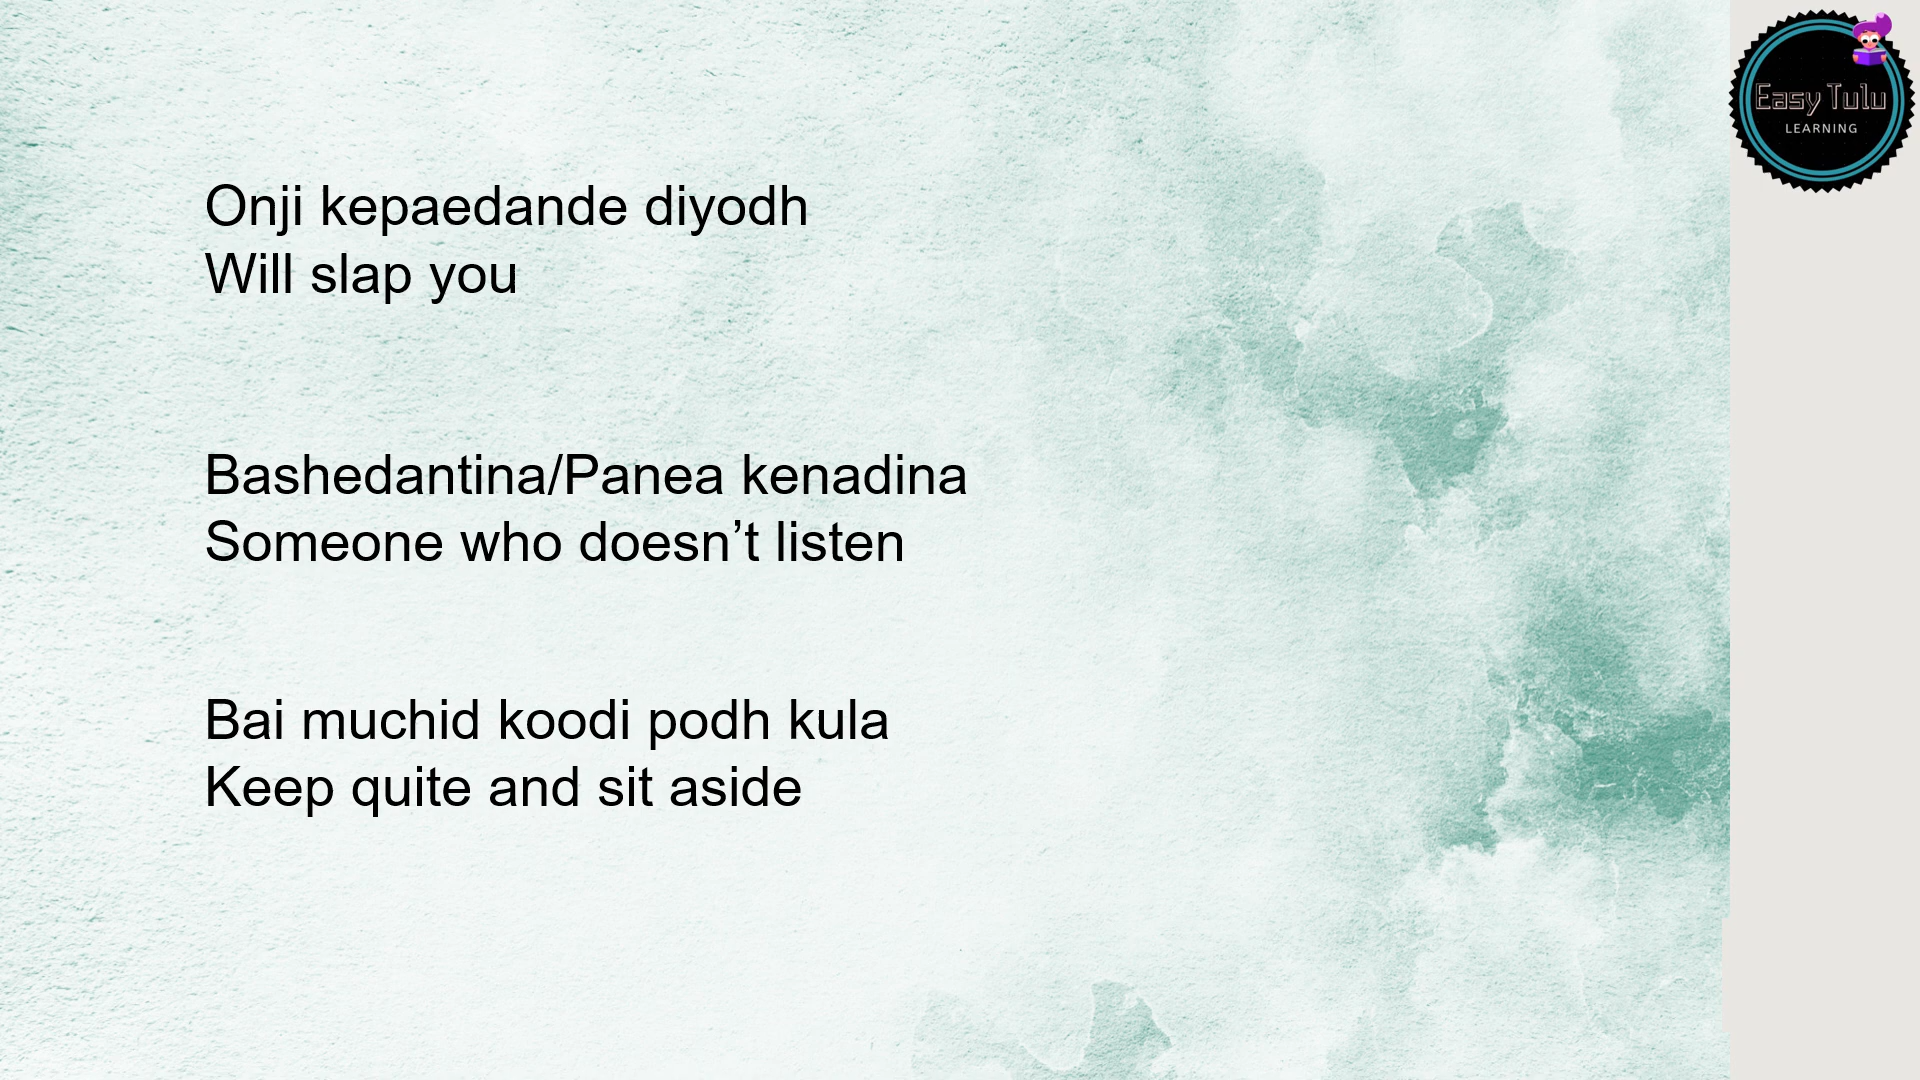 Easy Tulu
LEARNING
Onji kepaedande diyodh
Will slap you
Bashedantina/Panea kenadina
Someone who doesn’t listen
Bai muchid koodi podh kula
Keep quite and sit aside